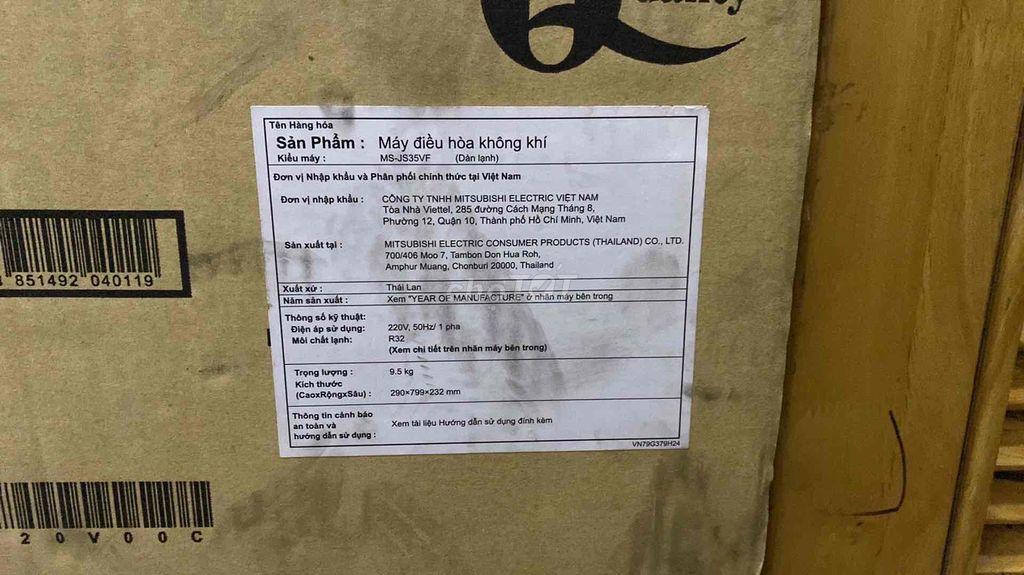 Quality
Tên Hàng hóa
Sản Phẩm : Máy điều hòa không khí
Kiểu máy : MS-JS35VF (Dàn lạnh)
Đơn vị Nhập khẩu và Phân phối chính thức tại Việt Nam
Đơn vị nhập khẩu : CÔNG TY TNHH MITSUBISHI ELECTRIC VIỆT NAM
Tòa Nhà Viettel, 285 đường Cách Mạng Tháng 8,
Phường 12, Quận 10, Thành phố Hồ Chí Minh, Việt Nam
Sản xuất tại : MITSUBISHI ELECTRIC CONSUMER PRODUCTS (THAILAND) CO., LTD.
700/406 Moo 7, Tambon Don Hua Roh,
Amphur Muang, Chonburi 20000, Thailand
Xuất xứ : Thái Lan
Năm sản xuất : Xem "YEAR OF MANUFACTURE" ở nhãn máy bên trong
Thông số kỹ thuật:
Điện áp sử dụng: 220V, 50Hz/ 1 pha
Môi chất lạnh: R32
(Xem chi tiết trên nhãn máy bên trong)
Trọng lượng : 9.5 kg
Kích thước
(CaoxRộngxSâu) : 290×799×232 mm
Thông tin cảnh báo
an toàn và Xem tài liệu Hướng dẫn sử dụng đính kèm
hướng dẫn sử dụng :
VN79G379H24
851492 040119
20V00C
chợTỐT